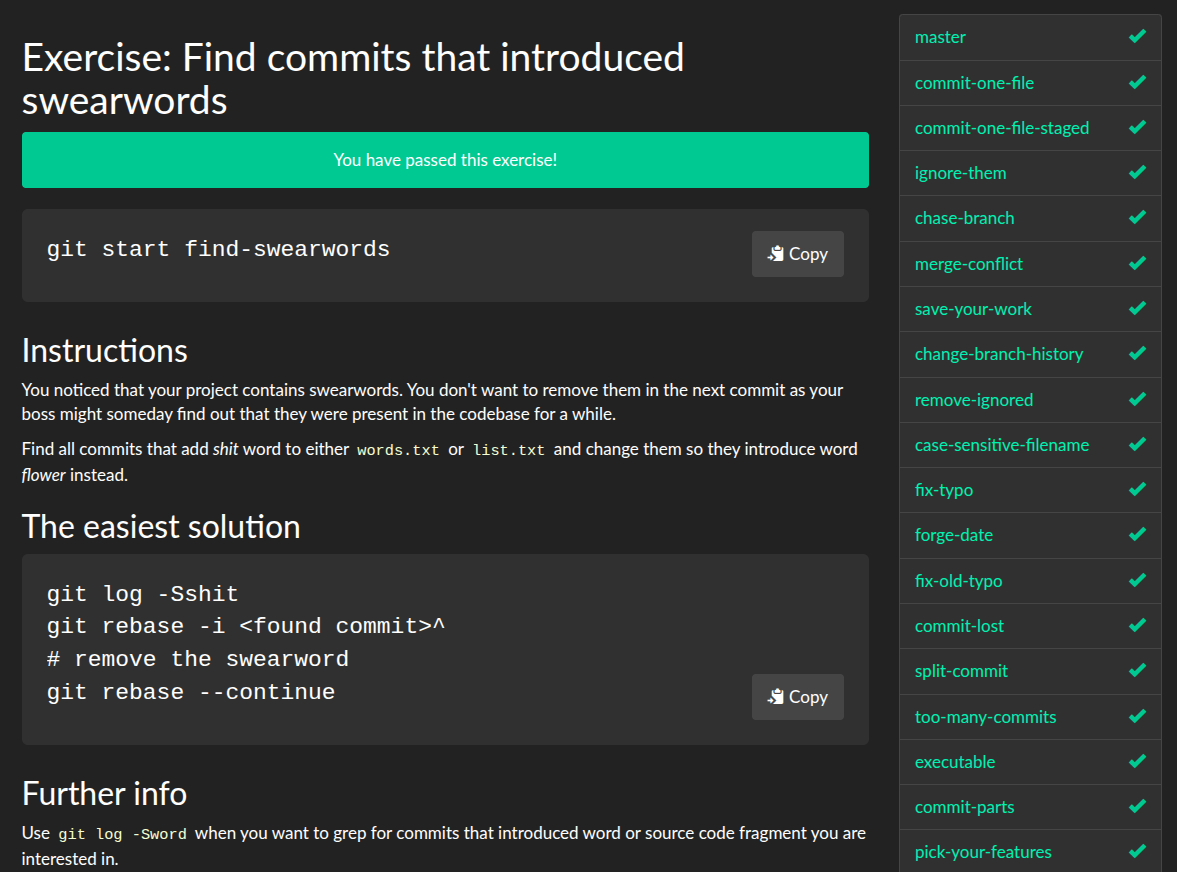 Exercise: Find commits that introduced
swearwords
You have passed this exercise!
git start find-swearwords
Copy
Instructions
You noticed that your project contains swearwords. You don't want to remove them in the next commit as your
boss might someday find out that they were present in the codebase for a while.
Find all commits that add shit word to either words.txt or list.txt and change them so they introduce word
flower instead.
The easiest solution
git log -Sshit
git rebase -i <found commit>^
# remove the swearword
git rebase --continue
Copy
Further info
Use git log -Sword when you want to grep for commits that introduced word or source code fragment you are
interested in.
master
commit-one-file
commit-one-file-staged
ignore-them
chase-branch
merge-conflict
save-your-work
change-branch-history
remove-ignored
case-sensitive-filename
fix-typo
forge-date
fix-old-typo
commit-lost
split-commit
too-many-commits
executable
commit-parts
pick-your-features